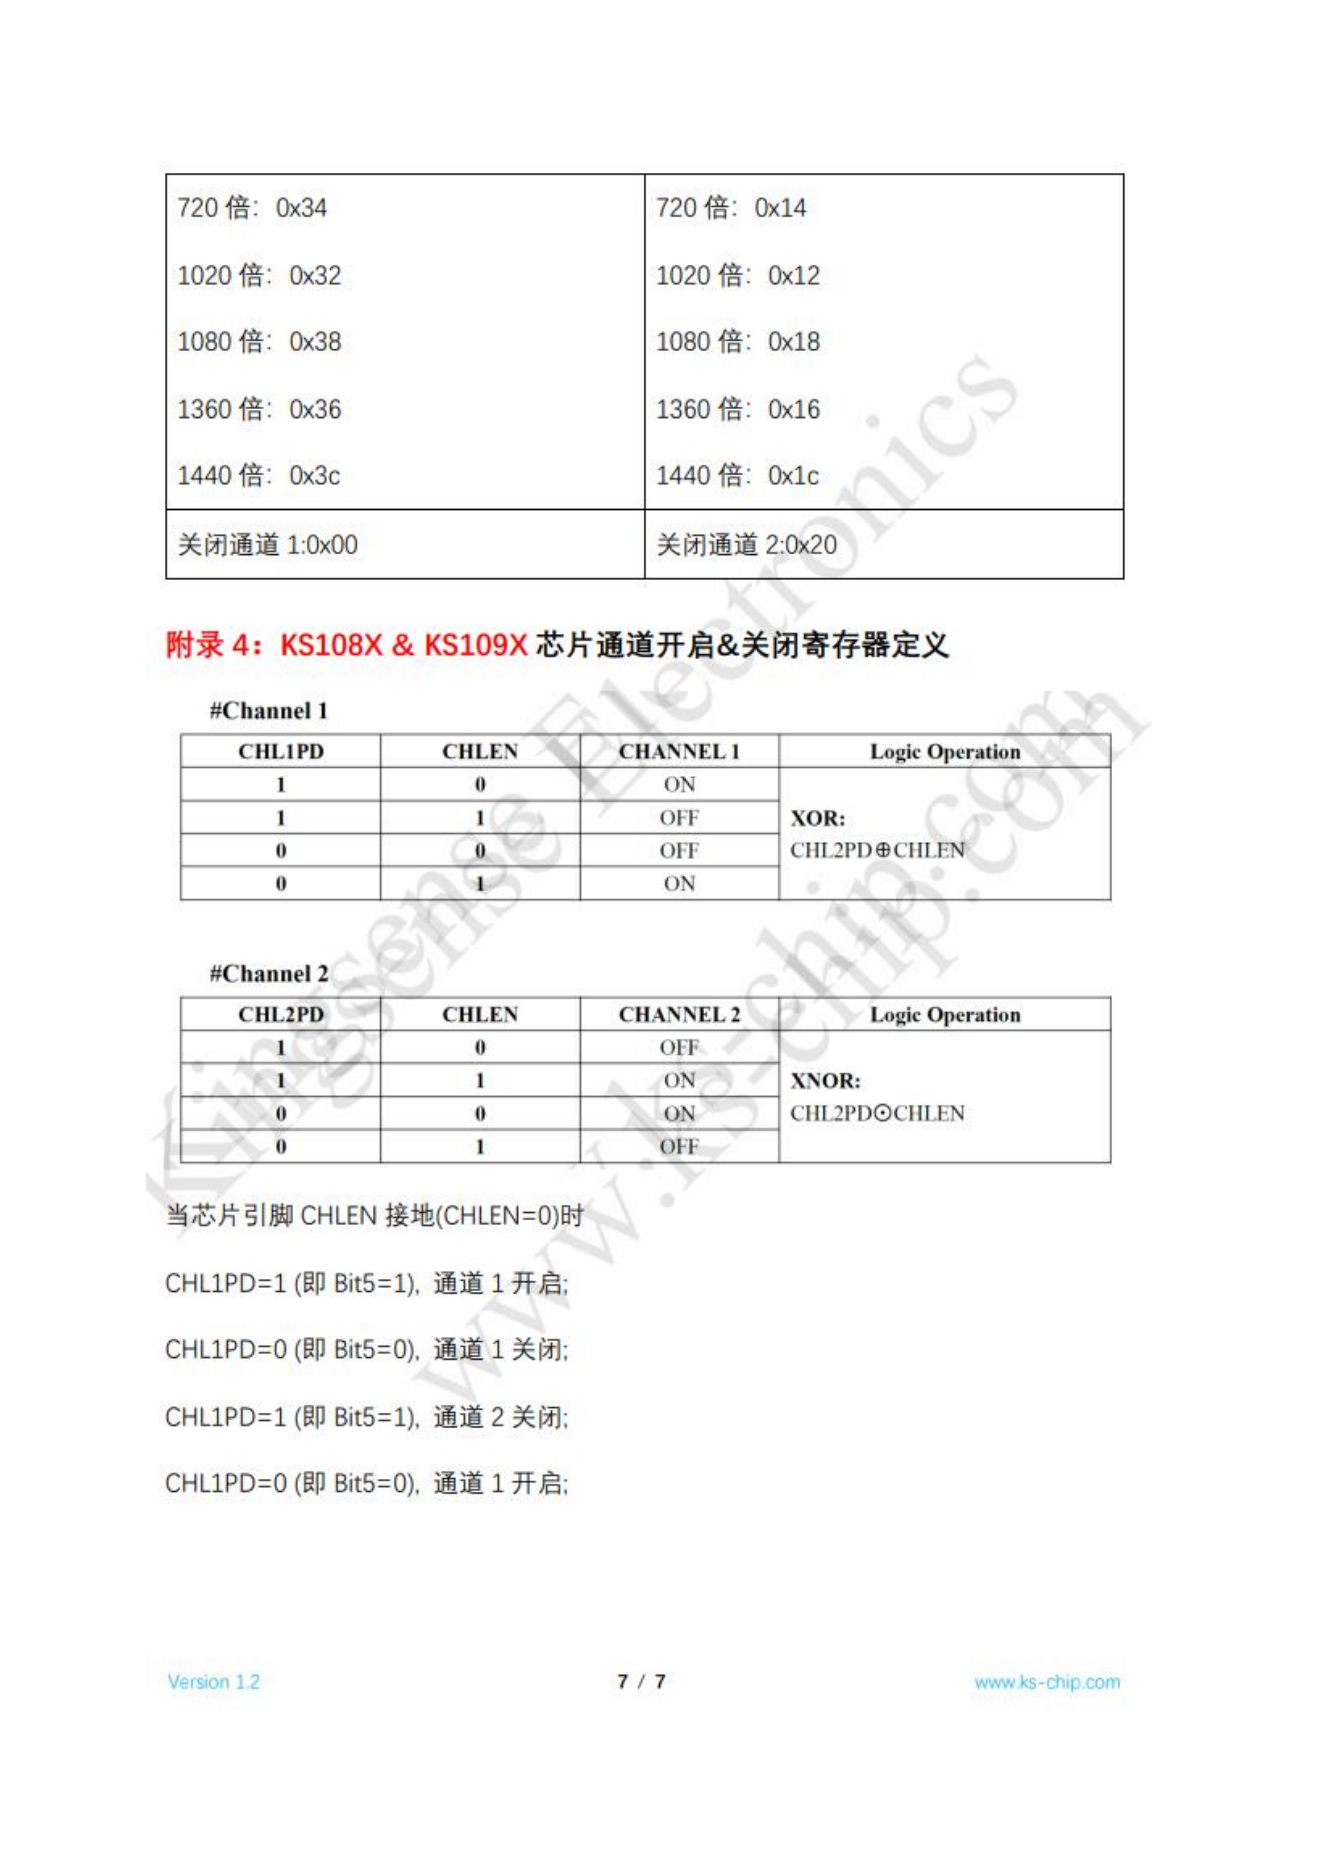 720 倍：0x34 720 倍：0x14
1020 倍：0x32 1020 倍：0x12
1080 倍：0x38 1080 倍：0x18
1360 倍：0x36 1360 倍：0x16
1440 倍：0x3c 1440 倍：0x1c
关闭通道 1:0x00 关闭通道 2:0x20
附录 4：KS108X & KS109X 芯片通道开启&关闭寄存器定义
#Channel 1
CHL1PD CHLEN CHANNEL 1 Logic Operation
1 0 ON
1 1 OFF XOR:
0 0 OFF CHL2PD⊕CHLEN
0 1 ON
#Channel 2
CHL2PD CHLEN CHANNEL 2 Logic Operation
1 0 OFF
1 1 ON XNOR:
0 0 ON CHL2PD⊙CHLEN
0 1 OFF
当芯片引脚 CHLEN 接地(CHLEN=0)时
CHL1PD=1 (即 Bit5=1), 通道 1 开启;
CHL1PD=0 (即 Bit5=0), 通道 1 关闭;
CHL1PD=1 (即 Bit5=1), 通道 2 关闭;
CHL1PD=0 (即 Bit5=0), 通道 1 开启;
Kingsense Electronics
www.ks-chip.com
Version 1.2 7 / 7 www.ks-chip.com